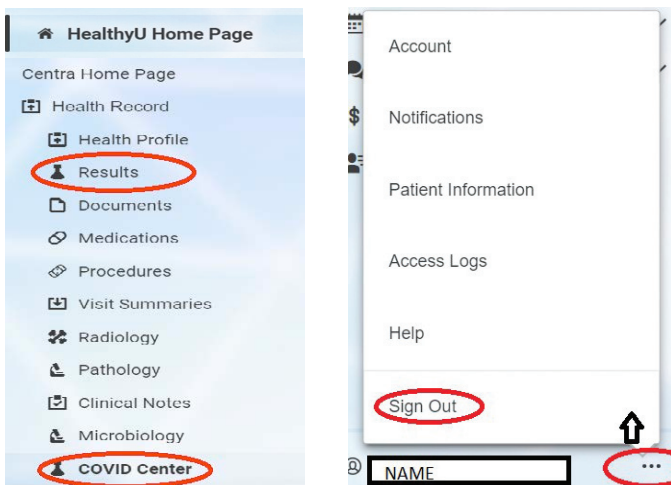 HealthyU Home Page
Centra Home Page
Health Record
Health Profile
Results
Documents
Medications
Procedures
Visit Summaries
Radiology
Pathology
Clinical Notes
Microbiology
COVID Center
Account
Notifications
$
Patient Information
Access Logs
Help
Sign Out
NAME
...